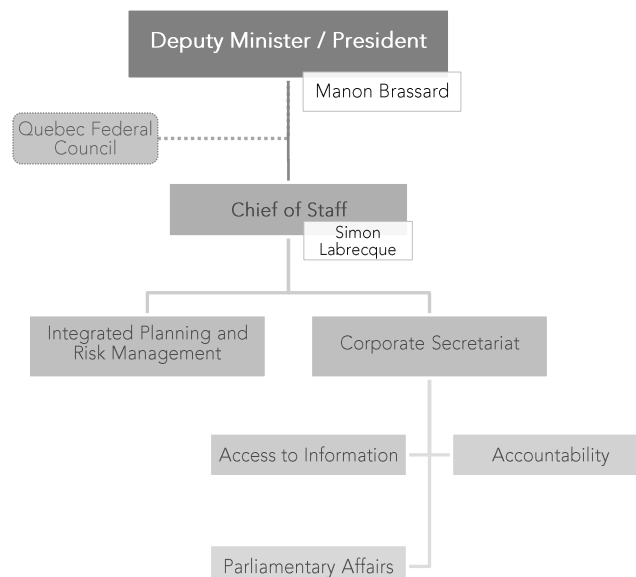 Deputy Minister / President
Manon Brassard
Quebec Federal
Council
Chief of Staff
Simon
Labrecque
Integrated Planning and
Risk Management
Corporate Secretariat
Access to Information
Accountability
Parliamentary Affairs